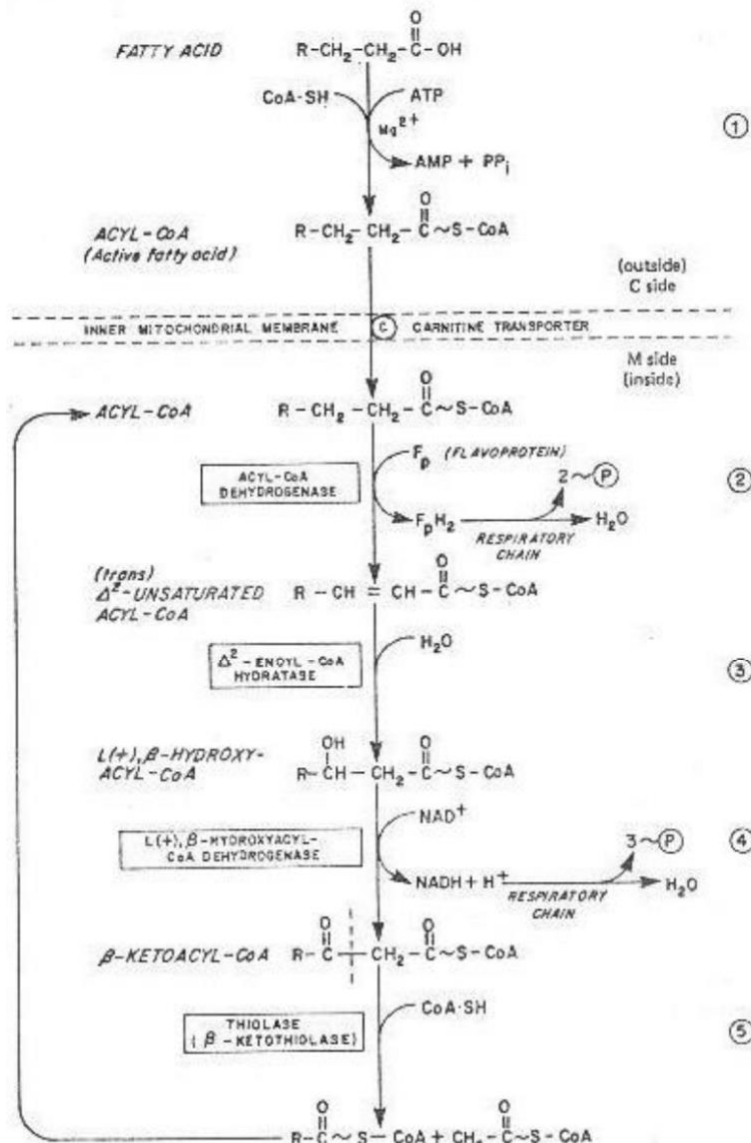 FATTY ACID
R-CH₂-CH₂-C-OH
O
CoA·SH
ATP
Mg²⁺
AMP + PPᵢ
①
ACYL-CoA
(Active fatty acid)
O
R-CH₂-CH₂-C~S-CoA
(outside)
C side
INNER MITOCHONDRIAL MEMBRANE Ⓒ CARNITINE TRANSPORTER
M side
(inside)
ACYL-CoA
O
R-CH₂-CH₂-C~S-CoA
ACYL-CoA
DEHYDROGENASE
Fₚ (FLAVOPROTEIN)
2~Ⓟ
②
FₚH₂
H₂O
RESPIRATORY
CHAIN
(trans)
Δ²-UNSATURATED
ACYL-CoA
O
R-CH=CH-C~S-CoA
H₂O
Δ²-ENOYL-CoA
HYDRATASE
③
L(+),β-HYDROXY-
ACYL-CoA
OH O
R-CH-CH₂-C~S-CoA
NAD⁺
L(+),β-HYDROXYACYL-
CoA DEHYDROGENASE
3~Ⓟ
④
NADH + H⁺
H₂O
RESPIRATORY
CHAIN
β-KETOACYL-CoA
O O
R-C-CH₂-C~S-CoA
CoA·SH
THIOLASE
(β-KETOTHIOLASE)
⑤
O O
R-C~S-CoA + CH₃-C~S-CoA